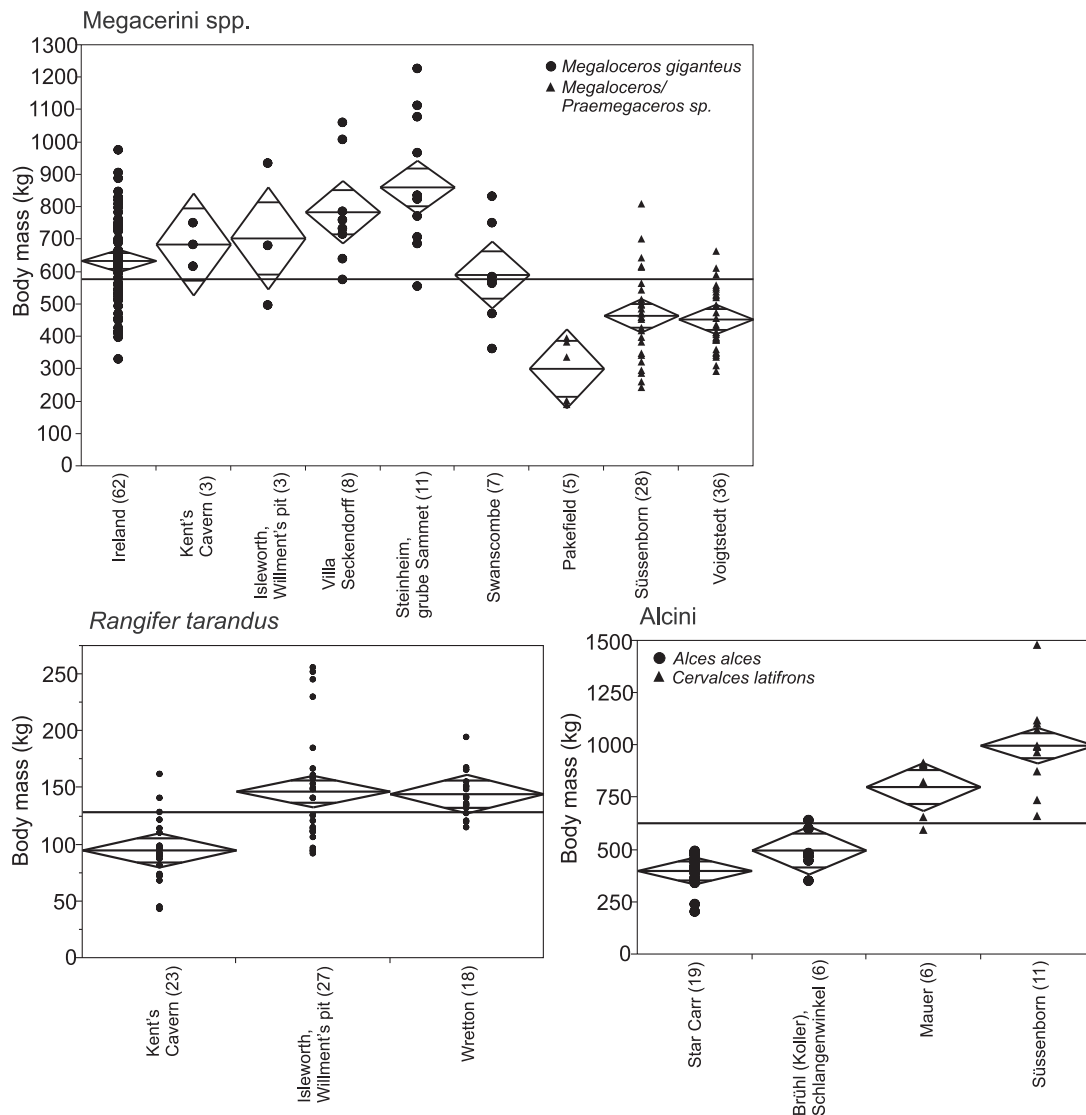 Megacerini spp.
1300
1200
1100
1000
900
800
700
600
500
400
300
200
100
0
Body mass (kg)
Megaloceros giganteus
Megaloceros/
Praemegaceros sp.
Ireland (62)
Kent's
Cavern (3)
Isleworth,
Willment's pit (3)
Villa
Seckendorff (8)
Steinheim,
grube Sammet (11)
Swanscombe (7)
Pakefield (5)
Süssenborn (28)
Voigtstedt (36)
Rangifer tarandus
250
200
150
100
50
0
Body mass (kg)
Kent's
Cavern (23)
Isleworth,
Willment's pit (27)
Wretton (18)
Alcini
1500
1250
1000
750
500
250
0
Body mass (kg)
Alces alces
Cervalces latifrons
Star Carr (19)
Brühl (Koller),
Schlangenwinkel (6)
Mauer (6)
Süssenborn (11)